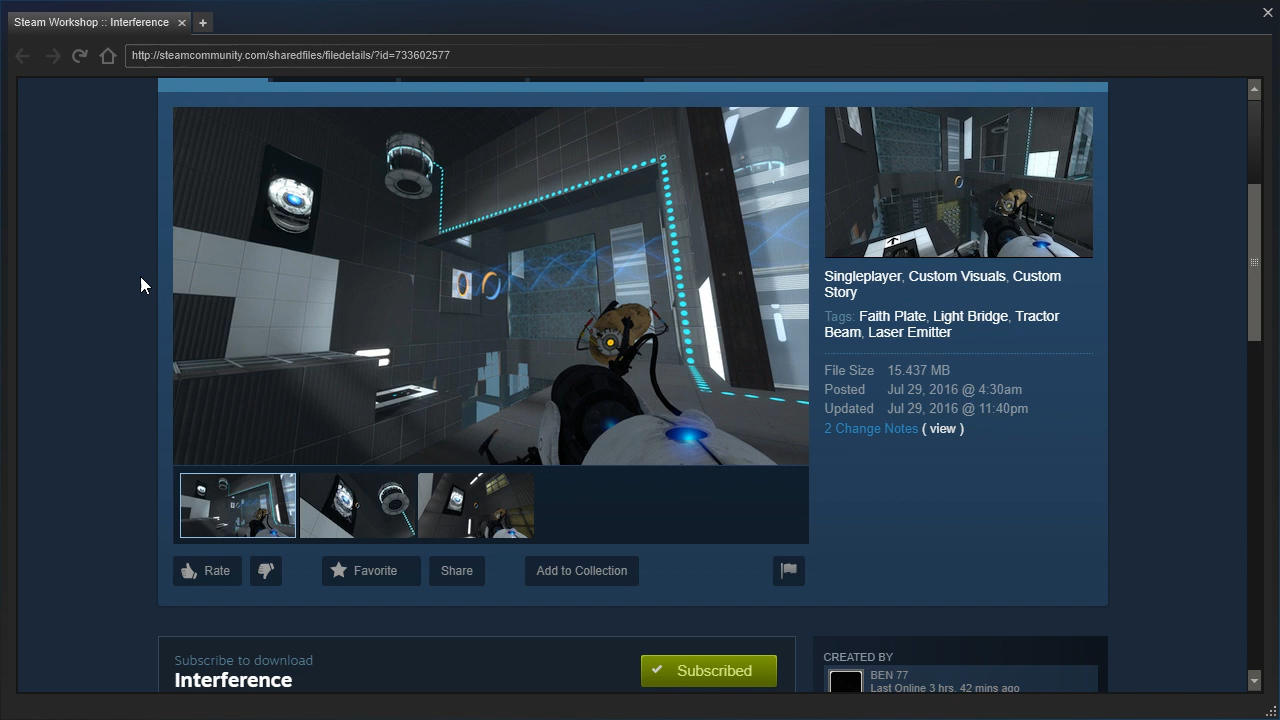 Steam Workshop :: Interference
http://steamcommunity.com/sharedfiles/filedetails/?id=733602577
Singleplayer, Custom Visuals, Custom
Story
Tags: Faith Plate, Light Bridge, Tractor
Beam, Laser Emitter
File Size 15.437 MB
Posted Jul 29, 2016 @ 4:30am
Updated Jul 29, 2016 @ 11:40pm
2 Change Notes ( view )
Rate
Favorite
Share
Add to Collection
Subscribe to download
Interference
Subscribed
CREATED BY
BEN 77
Last Online 3 hrs, 42 mins ago